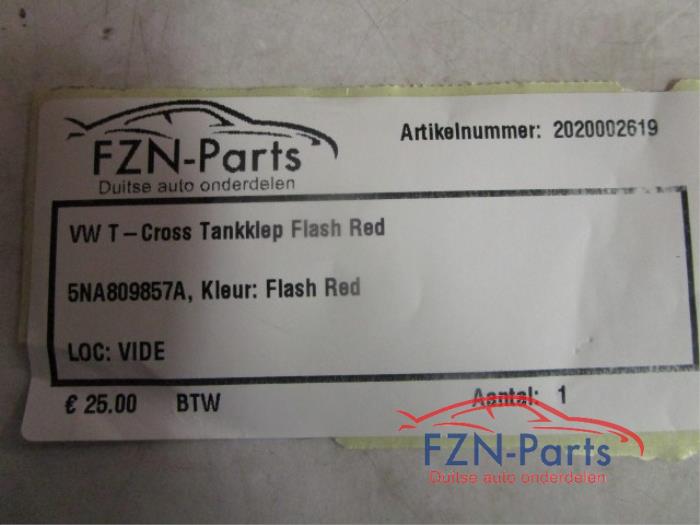 FZN-Parts
Duitse auto onderdelen
Artikelnummer: 2020002619
VW T-Cross Tankklep Flash Red
5NA809857A, Kleur: Flash Red
LOC: VIDE
€ 25.00 BTW Aantal: 1
FZN-Parts
Duitse auto onderdelen